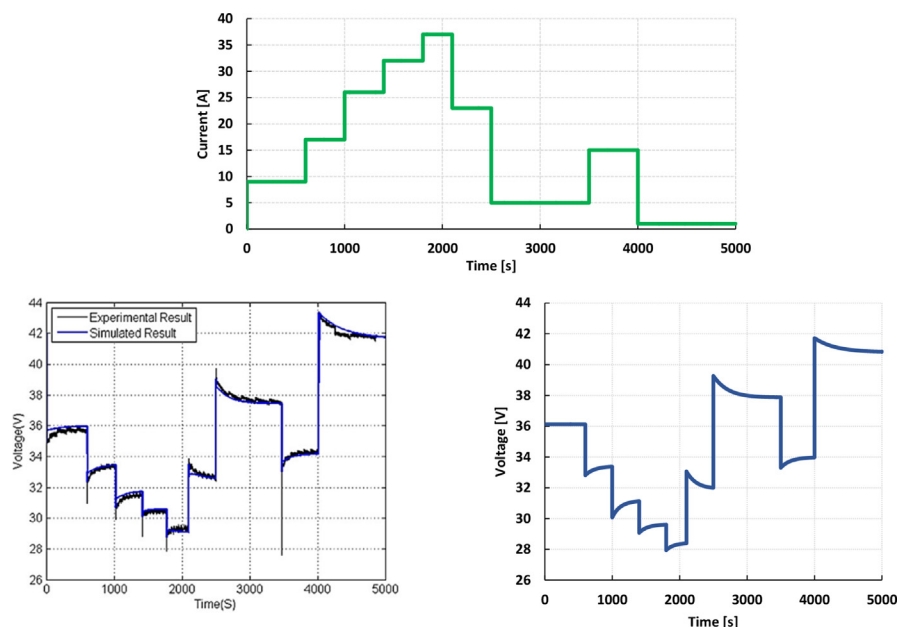 40
35
30
25
20
15
10
5
0
Current [A]
0 1000 2000 3000 4000 5000
Time [s]
44
42
40
38
36
34
32
30
28
26
Voltage(V)
Experimental Result
Simulated Result
0 1000 2000 3000 4000 5000
Time(S)
44
42
38
36
34
32
30
28
26
Voltage [V]
0 1000 2000 3000 4000 5000
Time [s]